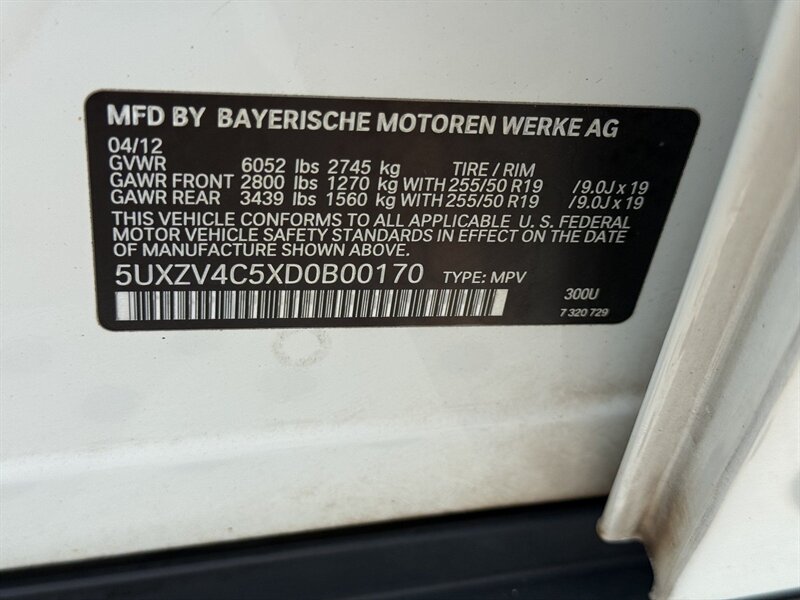 MFD BY BAYERISCHE MOTOREN WERKE AG
04/12
GVWR 6052 lbs 2745 kg TIRE / RIM
GAWR FRONT 2800 lbs 1270 kg WITH 255/50 R19 /9.0J x 19
GAWR REAR 3439 lbs 1560 kg WITH 255/50 R19 /9.0J x 19
THIS VEHICLE CONFORMS TO ALL APPLICABLE U. S. FEDERAL
MOTOR VEHICLE SAFETY STANDARDS IN EFFECT ON THE DATE
OF MANUFACTURE SHOWN ABOVE.
5UXZV4C5XD0B00170 TYPE: MPV
300U
7 320 729